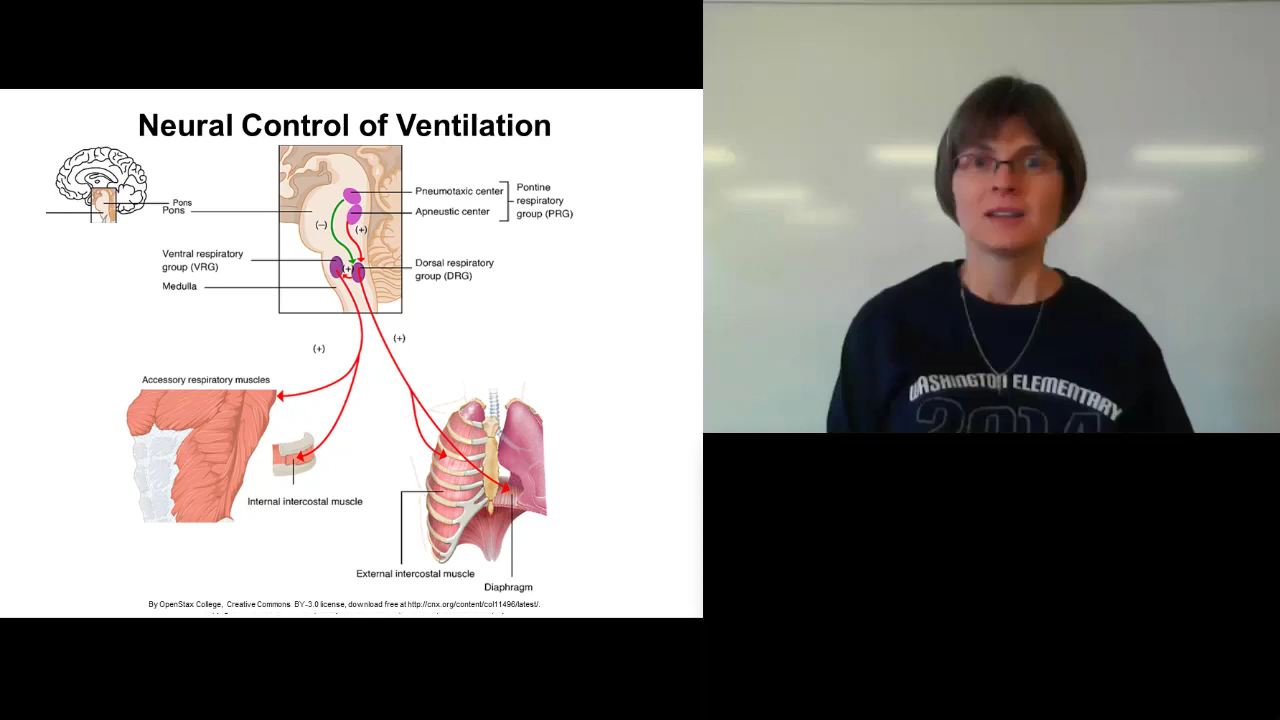 Neural Control of Ventilation
Pons
Pons
Pneumotaxic center
Apneustic center
Pontine
respiratory
group (PRG)
(–)
(+)
Ventral respiratory
group (VRG)
(+)
Dorsal respiratory
group (DRG)
Medulla
(+)
(+)
Accessory respiratory muscles
Internal intercostal muscle
External intercostal muscle
Diaphragm
By OpenStax College, Creative Commons BY-3.0 license, download free at http://cnx.org/content/col11496/latest/.
WASHINGTON ELEMENTARY
2014